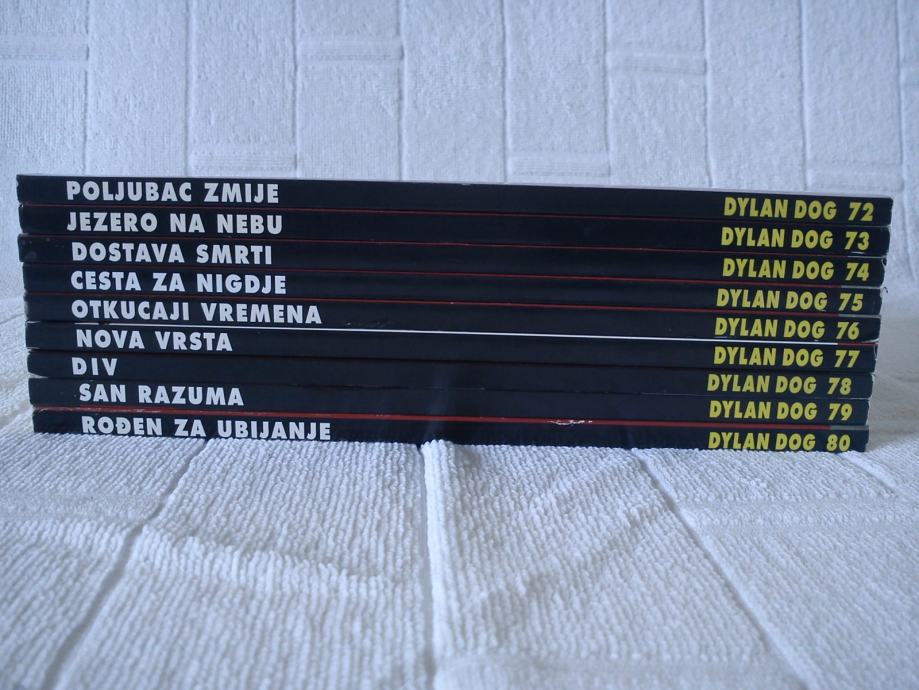 POLJUBAC ZMIJE DYLAN DOG 72
JEZERO NA NEBU DYLAN DOG 73
DOSTAVA SMRTI DYLAN DOG 74
CESTA ZA NIGDJE DYLAN DOG 75
OTKUCAJI VREMENA DYLAN DOG 76
NOVA VRSTA DYLAN DOG 77
DIV DYLAN DOG 78
SAN RAZUMA DYLAN DOG 79
ROĐEN ZA UBIJANJE DYLAN DOG 80